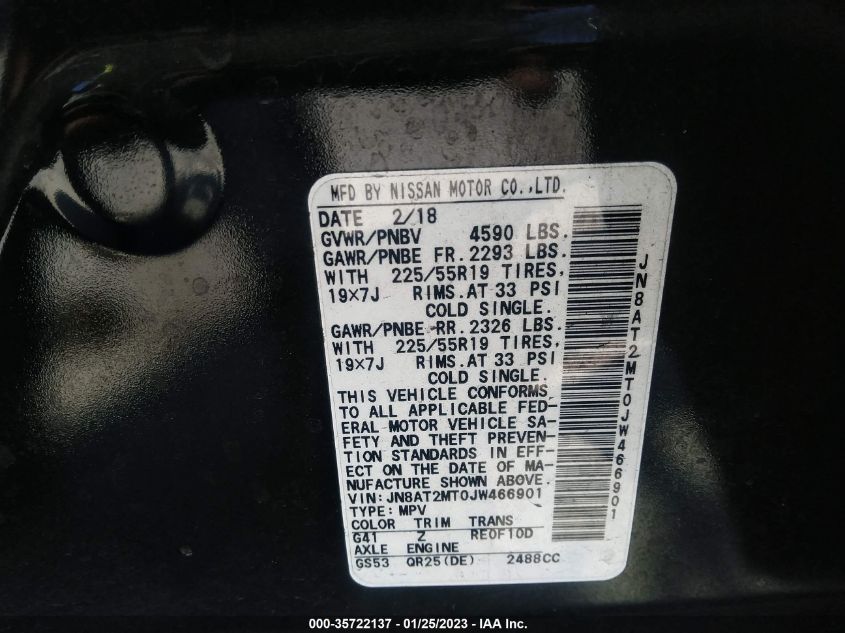 MFD BY NISSAN MOTOR CO.,LTD.
DATE 2/18
GVWR/PNBV 4590 LBS.
GAWR/PNBE FR. 2293 LBS.
WITH 225/55R19 TIRES,
19×7J RIMS.AT 33 PSI
COLD SINGLE.
GAWR/PNBE RR. 2326 LBS.
WITH 225/55R19 TIRES,
19×7J RIMS.AT 33 PSI
COLD SINGLE.
THIS VEHICLE CONFORMS
TO ALL APPLICABLE FED-
ERAL MOTOR VEHICLE SA-
FETY AND THEFT PREVEN-
TION STANDARDS IN EFF-
ECT ON THE DATE OF MA-
NUFACTURE SHOWN ABOVE.
VIN: JN8AT2MT0JW466901
TYPE: MPV
COLOR TRIM TRANS
G41 Z RE0F10D
AXLE ENGINE
GS53 QR25(DE) 2488CC
JN8AT2MT0JW466901
000-35722137 - 01/25/2023 - IAA Inc.